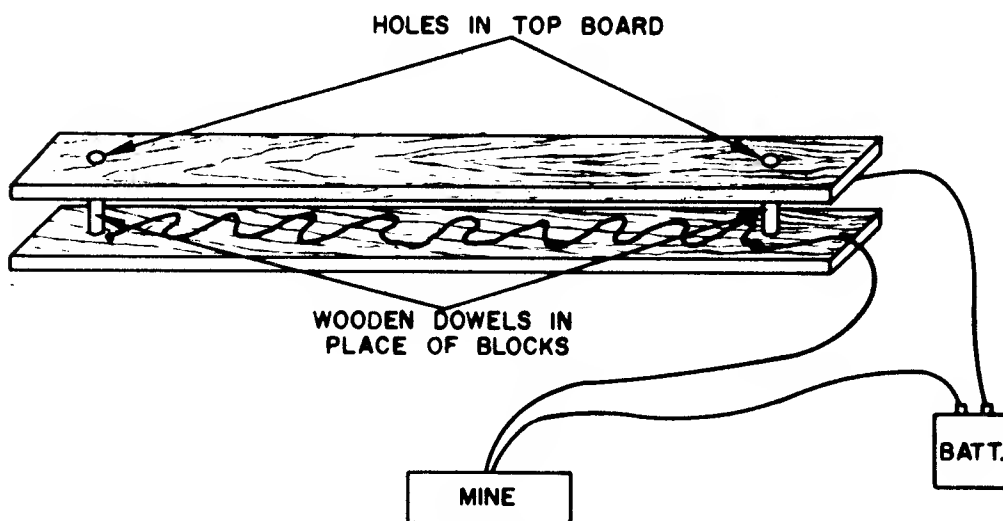 HOLES IN TOP BOARD
WOODEN DOWELS IN
PLACE OF BLOCKS
BATT.
MINE